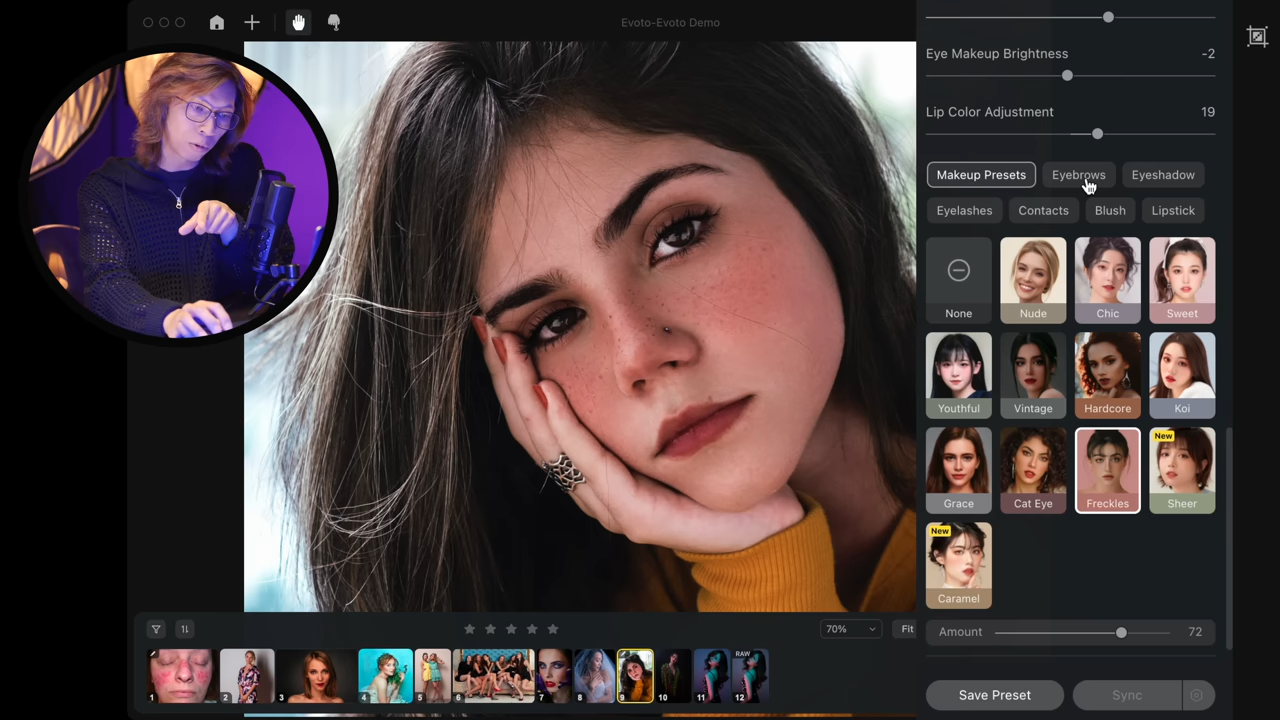 Evoto-Evoto Demo
Eye Makeup Brightness -2
Lip Color Adjustment 19
Makeup Presets Eyebrows Eyeshadow
Eyelashes Contacts Blush Lipstick
None Nude Chic Sweet
Youthful Vintage Hardcore Koi
New
Grace Cat Eye Freckles Sheer
New
Caramel
Amount 72
70% Fit
RAW
1 2 3 4 5 6 7 8 9 10 11 12
Save Preset Sync